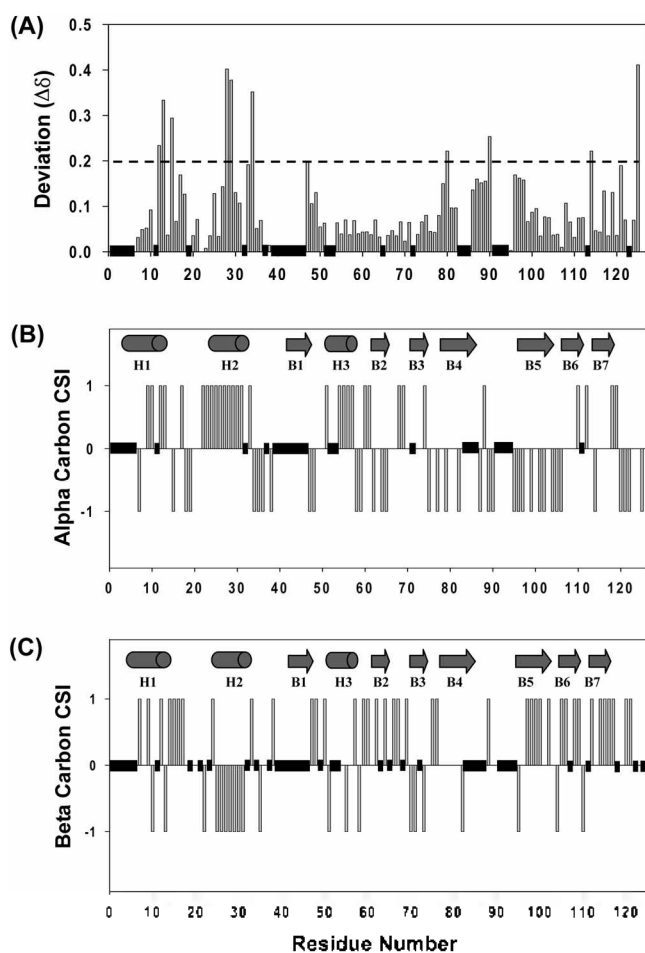 (A)
Deviation (Δδ)
0.5
0.4
0.3
0.2
0.1
0.0
0 10 20 30 40 50 60 70 80 90 100 110 120
(B)
Alpha Carbon CSI
H1 H2 B1 H3 B2 B3 B4 B5 B6 B7
1
0
-1
0 10 20 30 40 50 60 70 80 90 100 110 120
(C)
Beta Carbon CSI
H1 H2 B1 H3 B2 B3 B4 B5 B6 B7
1
0
-1
0 10 20 30 40 50 60 70 80 90 100 110 120
Residue Number